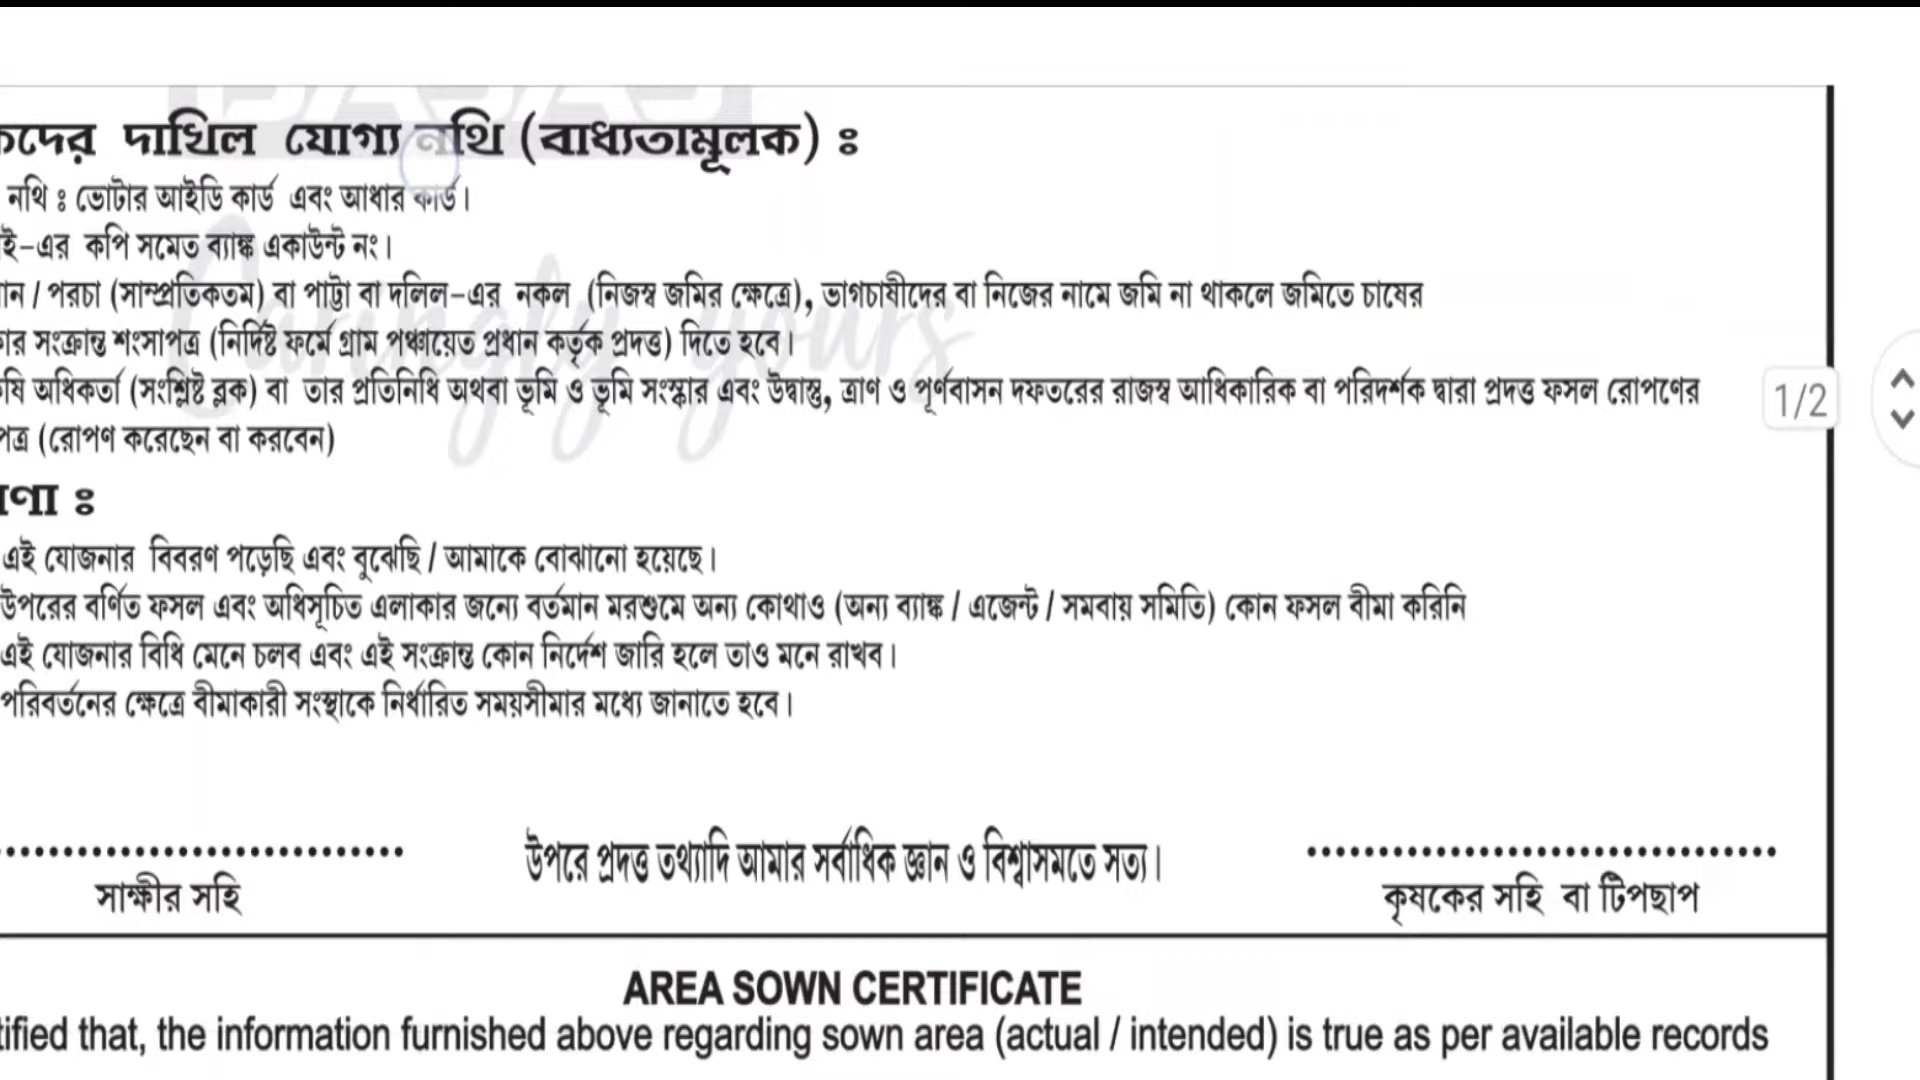 দাখিল যোগ্য নথি (বাধ্যতামূলক) ঃ
নথি ঃ ভোটার আইডি কার্ড এবং আধার কার্ড।
কপি সমেত ব্যাঙ্ক একাউন্ট নং।
/ পরচা (সাম্প্রতিকতম) বা পাট্টা বা দলিল-এর নকল (নিজস্ব জমির ক্ষেত্রে), ভাগচাষীদের বা নিজের নামে জমি না থাকলে জমিতে চাষের
সংক্রান্ত শংসাপত্র (নির্দিষ্ট ফর্মে গ্রাম পঞ্চায়েত প্রধান কর্তৃক প্রদত্ত) দিতে হবে।
অধিকর্তা (সংশ্লিষ্ট ব্লক) বা তার প্রতিনিধি অথবা ভূমি ও ভূমি সংস্কার এবং উদ্বাস্তু, ত্রাণ ও পূর্ণবাসন দফতরের রাজস্ব আধিকারিক বা পরিদর্শক দ্বারা প্রদত্ত ফসল রোপণের
(রোপণ করেছেন বা করবেন)
1/2
এই যোজনার বিবরণ পড়েছি এবং বুঝেছি / আমাকে বোঝানো হয়েছে।
উপরের বর্ণিত ফসল এবং অধিসূচিত এলাকার জন্যে বর্তমান মরশুমে অন্য কোথাও (অন্য ব্যাঙ্ক / এজেন্ট / সমবায় সমিতি) কোন ফসল বীমা করিনি
এই যোজনার বিধি মেনে চলব এবং এই সংক্রান্ত কোন নির্দেশ জারি হলে তাও মনে রাখব।
পরিবর্তনের ক্ষেত্রে বীমাকারী সংস্থাকে নির্ধারিত সময়সীমার মধ্যে জানাতে হবে।
উপরে প্রদত্ত তথ্যাদি আমার সর্বাধিক জ্ঞান ও বিশ্বাসমতে সত্য।
সাক্ষীর সহি
কৃষকের সহি বা টিপছাপ
AREA SOWN CERTIFICATE
that, the information furnished above regarding sown area (actual / intended) is true as per available records
Caringly yours